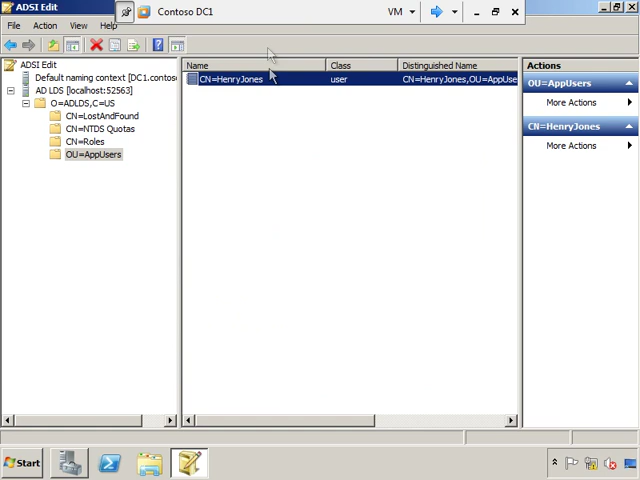 ADSI Edit
Contoso DC1
VM
File Action View Help
ADSI Edit
Default naming context [DC1.contoso
AD LDS [localhost:52563]
O=ADLDS,C=US
CN=LostAndFound
CN=NTDS Quotas
CN=Roles
OU=AppUsers
Name Class Distinguished Name
CN=HenryJones user CN=HenryJones,OU=AppUse
Actions
OU=AppUsers
More Actions
CN=HenryJones
More Actions
Start